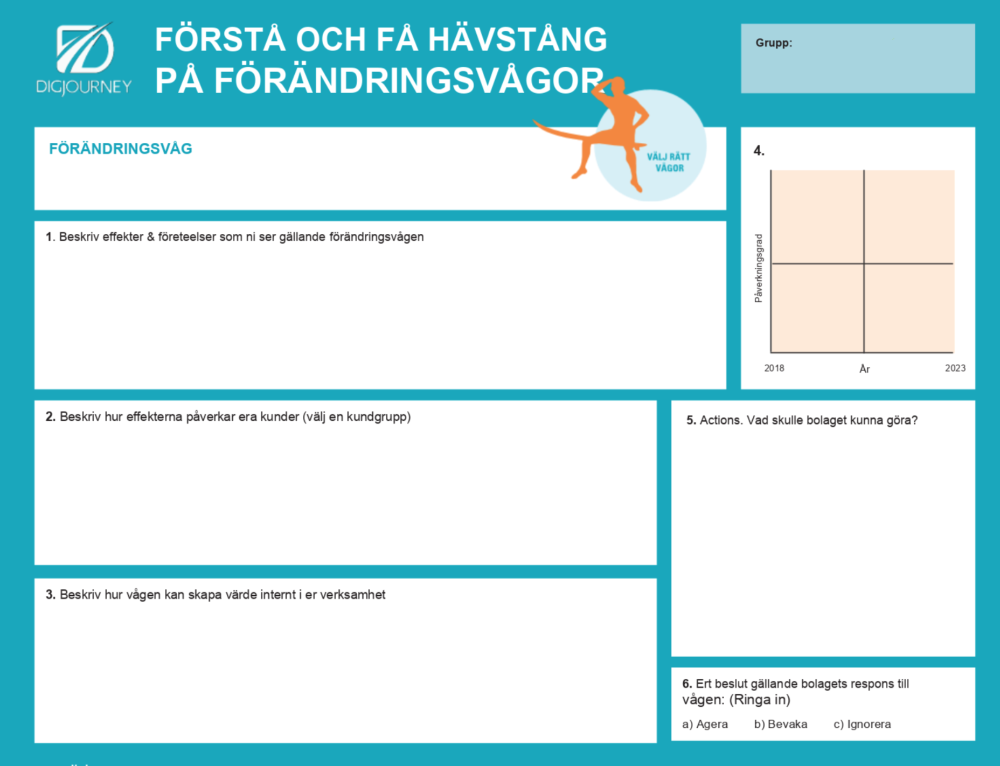 DIGJOURNEY
FÖRSTÅ OCH FÅ HÄVSTÅNG
PÅ FÖRÄNDRINGSVÅGOR
Grupp:
FÖRÄNDRINGSVÅG
VÄLJ RÄTT
VÅGOR
1. Beskriv effekter & företeelser som ni ser gällande förändringsvågen
4.
Påverkningsgrad
2018
År
2023
2. Beskriv hur effekterna påverkar era kunder (välj en kundgrupp)
3. Beskriv hur vågen kan skapa värde internt i er verksamhet
5. Actions. Vad skulle bolaget kunna göra?
6. Ert beslut gällande bolagets respons till
vågen: (Ringa in)
a) Agera b) Bevaka c) Ignorera